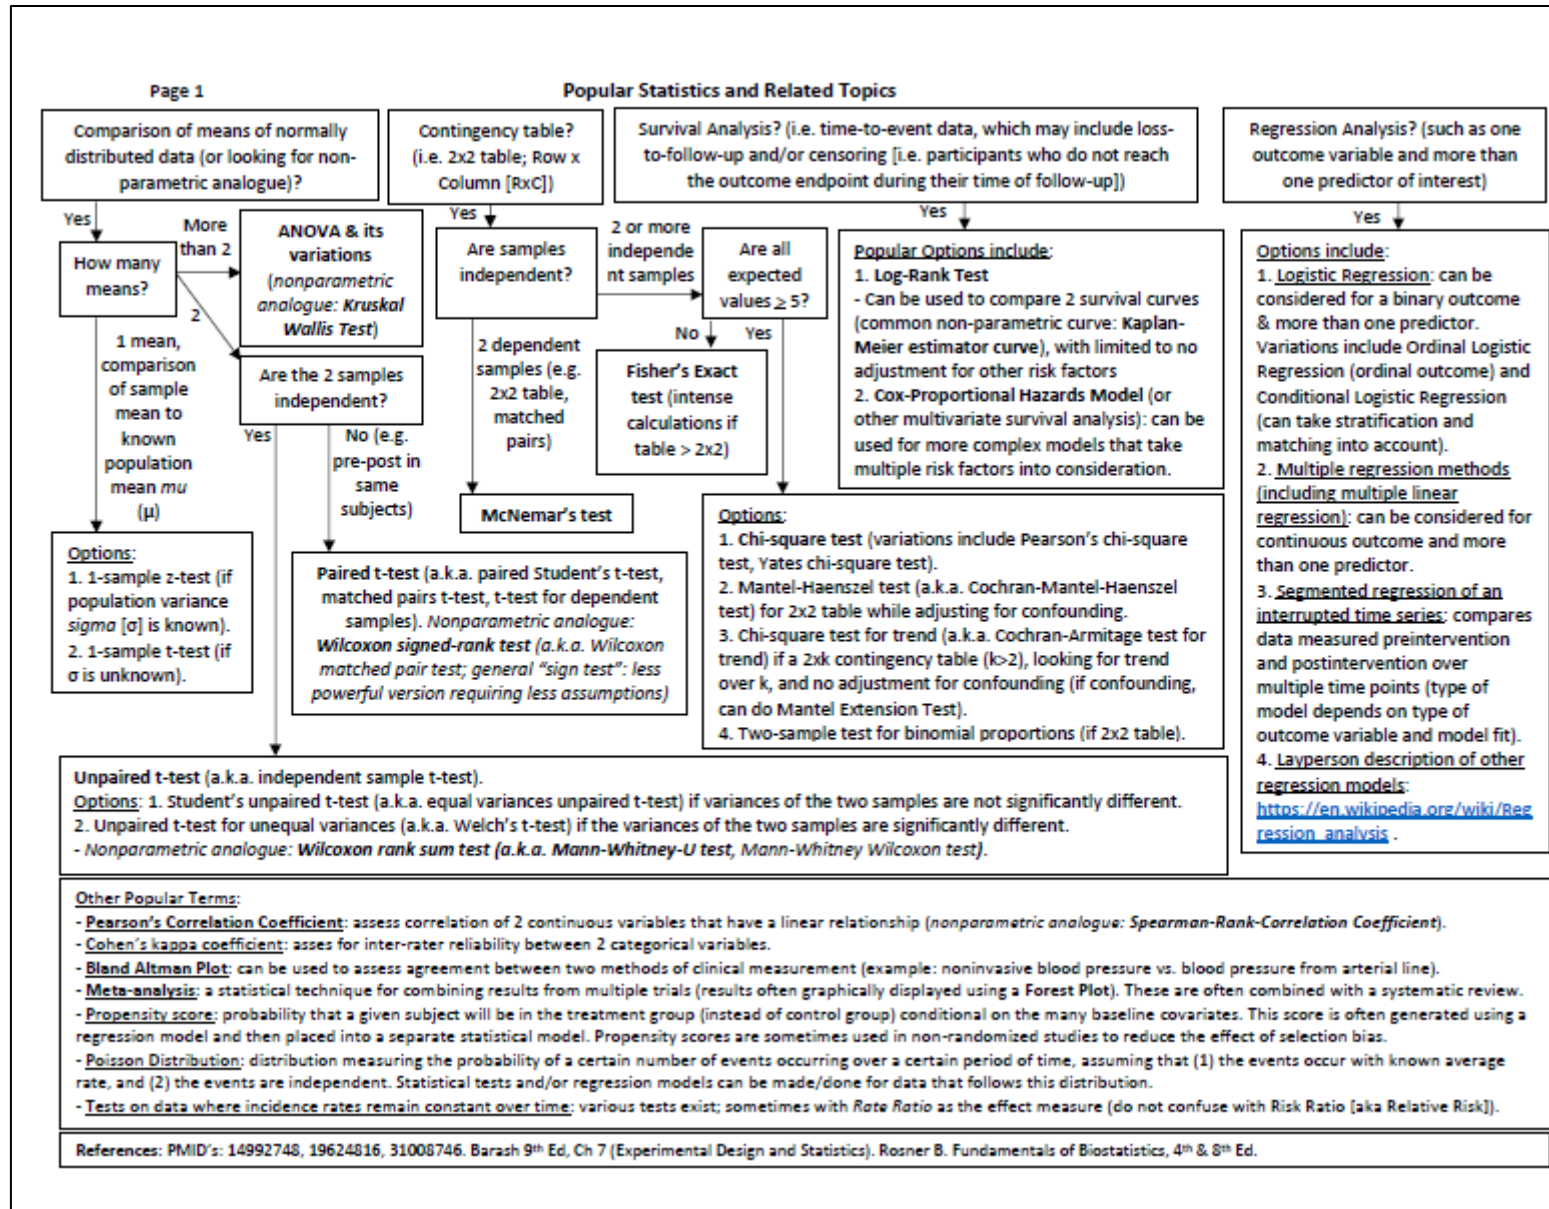 Page 1
Popular Statistics and Related Topics
Comparison of means of normally
distributed data (or looking for non-
parametric analogue)?
Contingency table?
(i.e. 2x2 table; Row x
Column [RxC])
Survival Analysis? (i.e. time-to-event data, which may include loss-
to-follow-up and/or censoring [i.e. participants who do not reach
the outcome endpoint during their time of follow-up])
Regression Analysis? (such as one
outcome variable and more than
one predictor of interest)
Yes
How many
means?
More
than 2
ANOVA & its
variations
(nonparametric
analogue: Kruskal
Wallis Test)
2
1 mean,
comparison
of sample
mean to
known
population
mean mu
(μ)
Are the 2 samples
independent?
Yes
No (e.g.
pre-post in
same
subjects)
Options:
1. 1-sample z-test (if
population variance
sigma [σ] is known).
2. 1-sample t-test (if
σ is unknown).
Paired t-test (a.k.a. paired Student's t-test,
matched pairs t-test, t-test for dependent
samples). Nonparametric analogue:
Wilcoxon signed-rank test (a.k.a. Wilcoxon
matched pair test; general "sign test": less
powerful version requiring less assumptions)
Yes
Are samples
independent?
2 or more
independe
nt samples
Are all
expected
values ≥ 5?
2 dependent
samples (e.g.
2x2 table,
matched
pairs)
No
Yes
Fisher's Exact
test (intense
calculations if
table > 2x2)
McNemar's test
Options:
1. Chi-square test (variations include Pearson's chi-square
test, Yates chi-square test).
2. Mantel-Haenszel test (a.k.a. Cochran-Mantel-Haenszel
test) for 2x2 table while adjusting for confounding.
3. Chi-square test for trend (a.k.a. Cochran-Armitage test for
trend) if a 2xk contingency table (k>2), looking for trend
over k, and no adjustment for confounding (if confounding,
can do Mantel Extension Test).
4. Two-sample test for binomial proportions (if 2x2 table).
Yes
Popular Options include:
1. Log-Rank Test
- Can be used to compare 2 survival curves
(common non-parametric curve: Kaplan-
Meier estimator curve), with limited to no
adjustment for other risk factors
2. Cox-Proportional Hazards Model (or
other multivariate survival analysis): can be
used for more complex models that take
multiple risk factors into consideration.
Yes
Options include:
1. Logistic Regression: can be
considered for a binary outcome
& more than one predictor.
Variations include Ordinal Logistic
Regression (ordinal outcome) and
Conditional Logistic Regression
(can take stratification and
matching into account).
2. Multiple regression methods
(including multiple linear
regression): can be considered for
continuous outcome and more
than one predictor.
3. Segmented regression of an
interrupted time series: compares
data measured preintervention
and postintervention over
multiple time points (type of
model depends on type of
outcome variable and model fit).
4. Layperson description of other
regression models:
https://en.wikipedia.org/wiki/Reg
ression_analysis .
Unpaired t-test (a.k.a. independent sample t-test).
Options: 1. Student's unpaired t-test (a.k.a. equal variances unpaired t-test) if variances of the two samples are not significantly different.
2. Unpaired t-test for unequal variances (a.k.a. Welch's t-test) if the variances of the two samples are significantly different.
- Nonparametric analogue: Wilcoxon rank sum test (a.k.a. Mann-Whitney-U test, Mann-Whitney Wilcoxon test).
Other Popular Terms:
- Pearson's Correlation Coefficient: assess correlation of 2 continuous variables that have a linear relationship (nonparametric analogue: Spearman-Rank-Correlation Coefficient).
- Cohen's kappa coefficient: asses for inter-rater reliability between 2 categorical variables.
- Bland Altman Plot: can be used to assess agreement between two methods of clinical measurement (example: noninvasive blood pressure vs. blood pressure from arterial line).
- Meta-analysis: a statistical technique for combining results from multiple trials (results often graphically displayed using a Forest Plot). These are often combined with a systematic review.
- Propensity score: probability that a given subject will be in the treatment group (instead of control group) conditional on the many baseline covariates. This score is often generated using a
regression model and then placed into a separate statistical model. Propensity scores are sometimes used in non-randomized studies to reduce the effect of selection bias.
- Poisson Distribution: distribution measuring the probability of a certain number of events occurring over a certain period of time, assuming that (1) the events occur with known average
rate, and (2) the events are independent. Statistical tests and/or regression models can be made/done for data that follows this distribution.
- Tests on data where incidence rates remain constant over time: various tests exist; sometimes with Rate Ratio as the effect measure (do not confuse with Risk Ratio [aka Relative Risk]).
References: PMID's: 14992748, 19624816, 31008746. Barash 9th Ed, Ch 7 (Experimental Design and Statistics). Rosner B. Fundamentals of Biostatistics, 4th & 8th Ed.